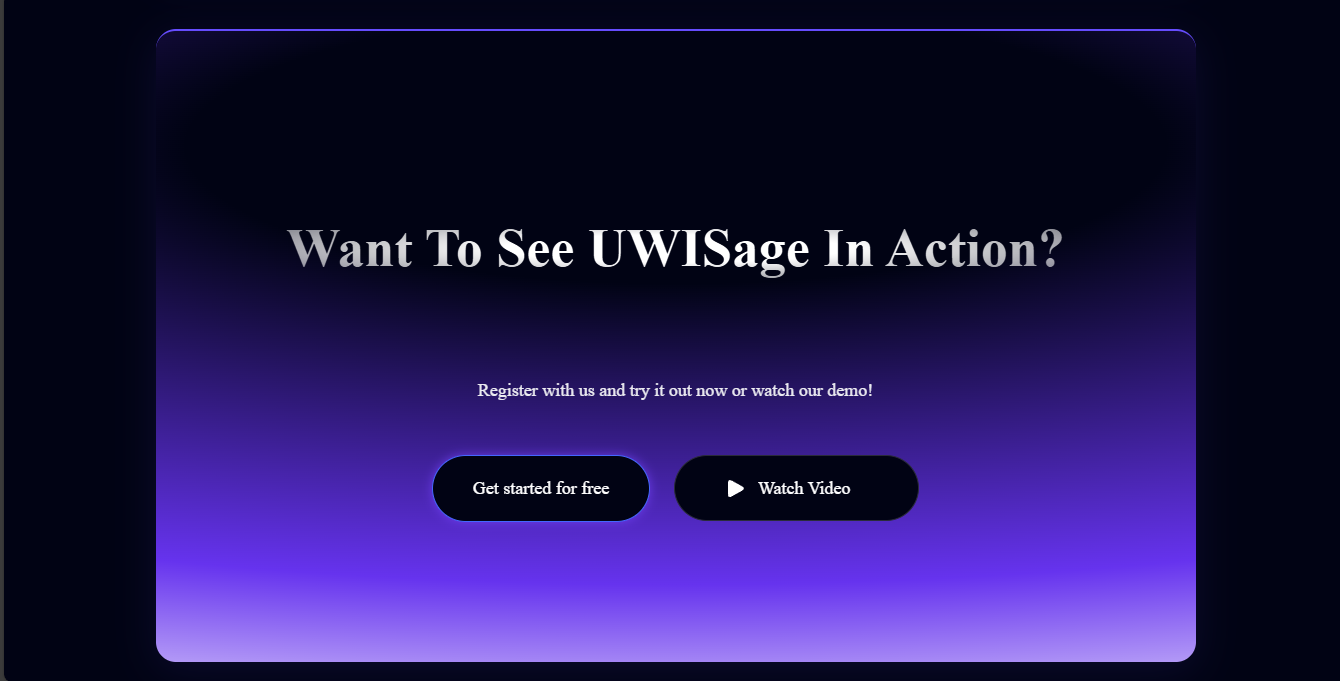 Want To See UWISage In Action?
Register with us and try it out now or watch our demo!
Get started for free
Watch Video